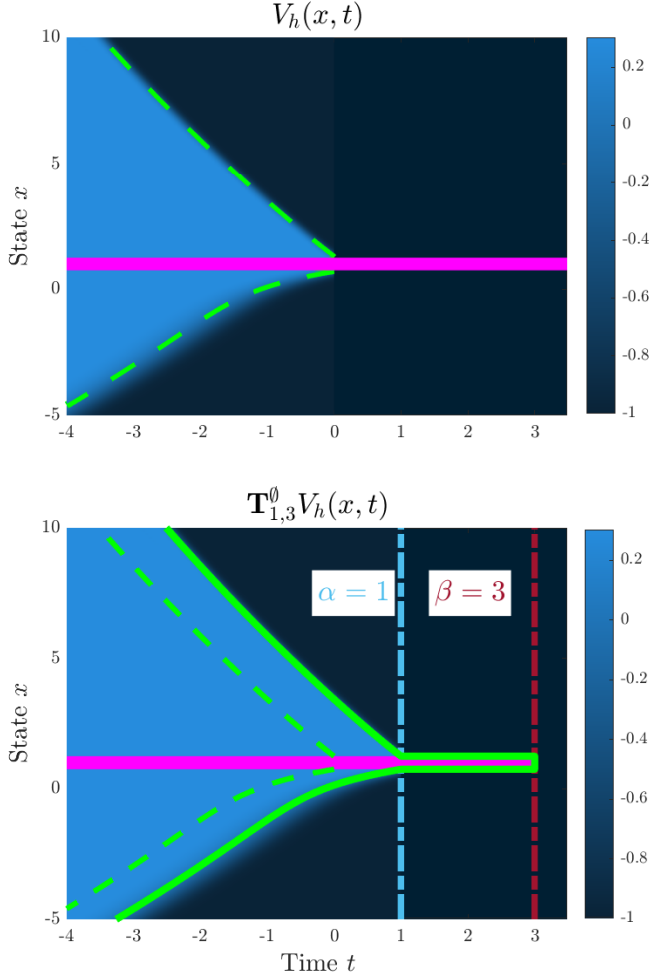 V_h(x, t)
10
5
0
-5
State x
-4 -3 -2 -1 0 1 2 3
0.2
0
-0.2
-0.4
-0.6
-0.8
-1
𝐓^∅_{1,3}V_h(x, t)
10
5
0
-5
State x
α = 1
β = 3
-4 -3 -2 -1 0 1 2 3
Time t
0.2
0
-0.2
-0.4
-0.6
-0.8
-1